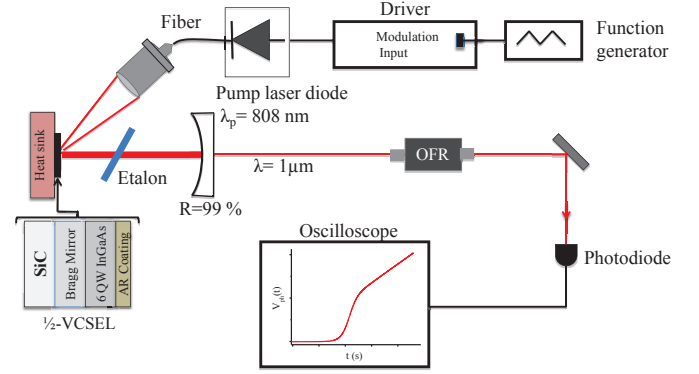 Fiber
Driver
Modulation
Input
Function
generator
Pump laser diode
λp= 808 nm
Heat sink
Etalon
R=99 %
λ= 1µm
OFR
Photodiode
Oscilloscope
Vph(t)
t (s)
SiC
Bragg Mirror
6 QW InGaAs
AR Coating
½-VCSEL